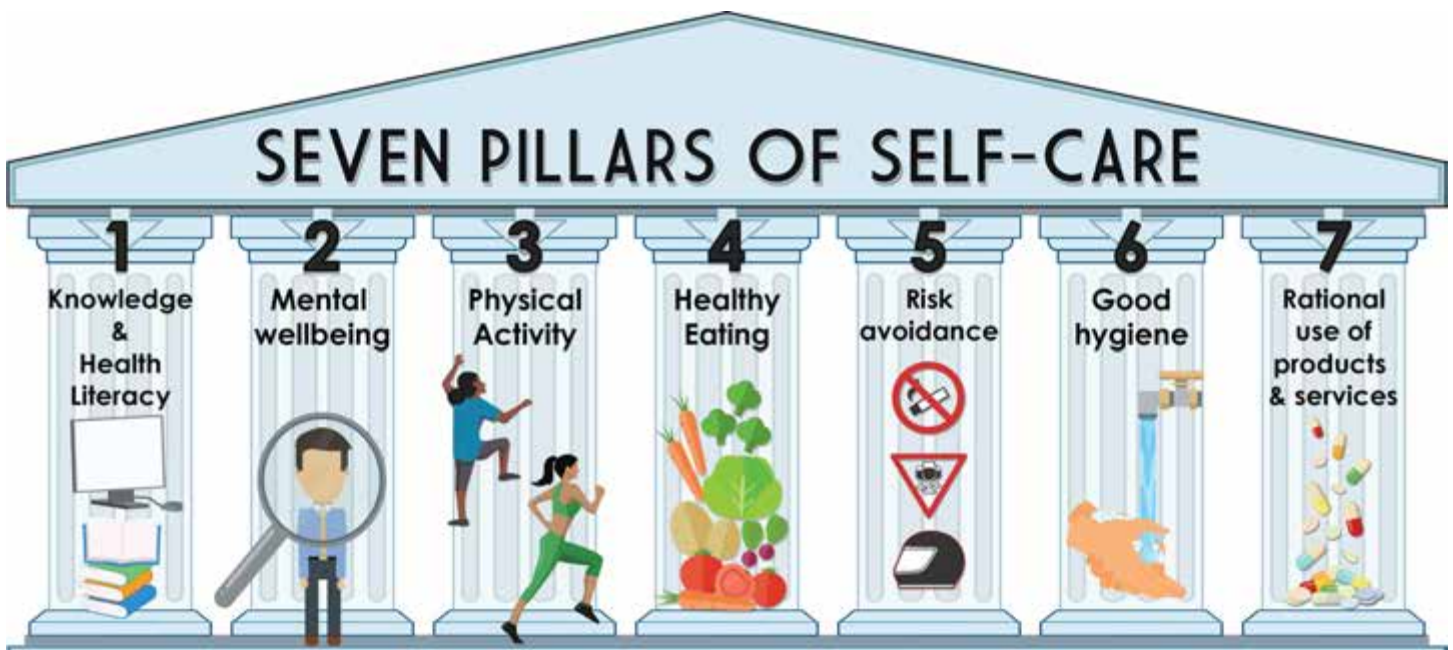 SEVEN PILLARS OF SELF-CARE
1
Knowledge
&
Health
Literacy
2
Mental
wellbeing
3
Physical
Activity
4
Healthy
Eating
5
Risk
avoidance
6
Good
hygiene
7
Rational
use of
products
& services